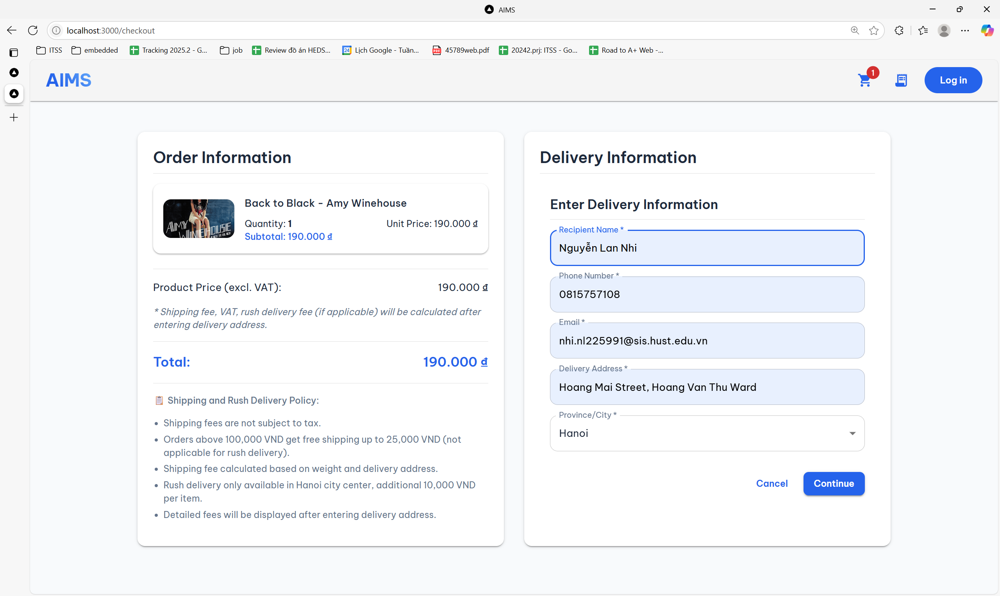 AIMS
localhost:3000/checkout
ITSS
embedded
Tracking 2025.2 - G...
job
Review đồ án HEDS...
24
Lịch Google - Tuần...
PDF
45789web.pdf
20242.prj: ITSS - Go...
Road to A+ Web -...
AIMS
1
Log in
Order Information
AMY
WINEHOUSE
BACK TO BLACK
Back to Black - Amy Winehouse
Quantity: 1
Unit Price: 190.000 ₫
Subtotal: 190.000 ₫
Product Price (excl. VAT):
190.000 ₫
* Shipping fee, VAT, rush delivery fee (if applicable) will be calculated after
entering delivery address.
Total:
190.000 ₫
📋 Shipping and Rush Delivery Policy:
• Shipping fees are not subject to tax.
• Orders above 100,000 VND get free shipping up to 25,000 VND (not
applicable for rush delivery).
• Shipping fee calculated based on weight and delivery address.
• Rush delivery only available in Hanoi city center, additional 10,000 VND
per item.
• Detailed fees will be displayed after entering delivery address.
Delivery Information
Enter Delivery Information
Recipient Name *
Nguyễn Lan Nhi
Phone Number *
0815757108
Email *
nhi.nl225991@sis.hust.edu.vn
Delivery Address *
Hoang Mai Street, Hoang Van Thu Ward
Province/City *
Hanoi
Cancel
Continue